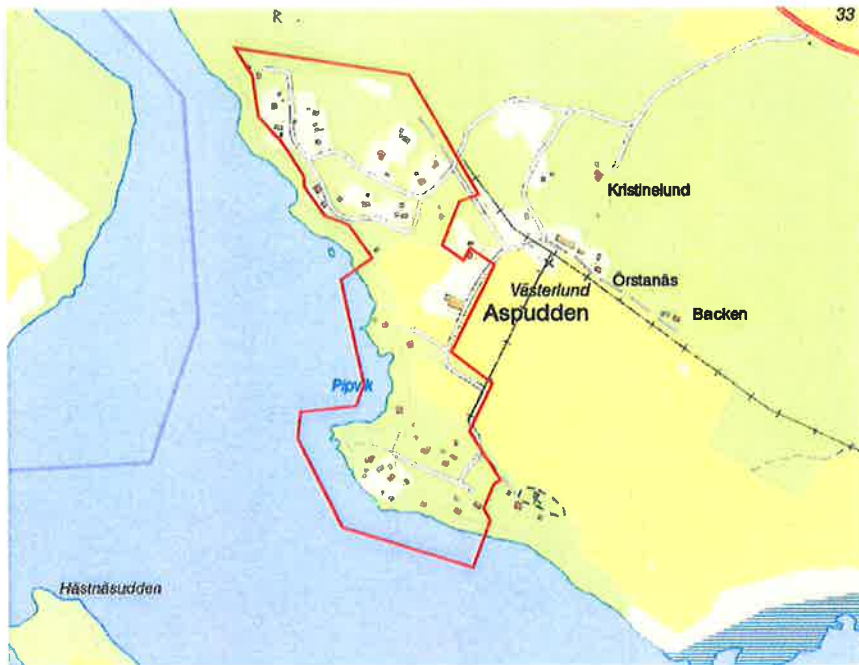 R
33
Kristinelund
Örstanäs
Västerlund
Aspudden
Backen
Pipvik
Hästnäsudden